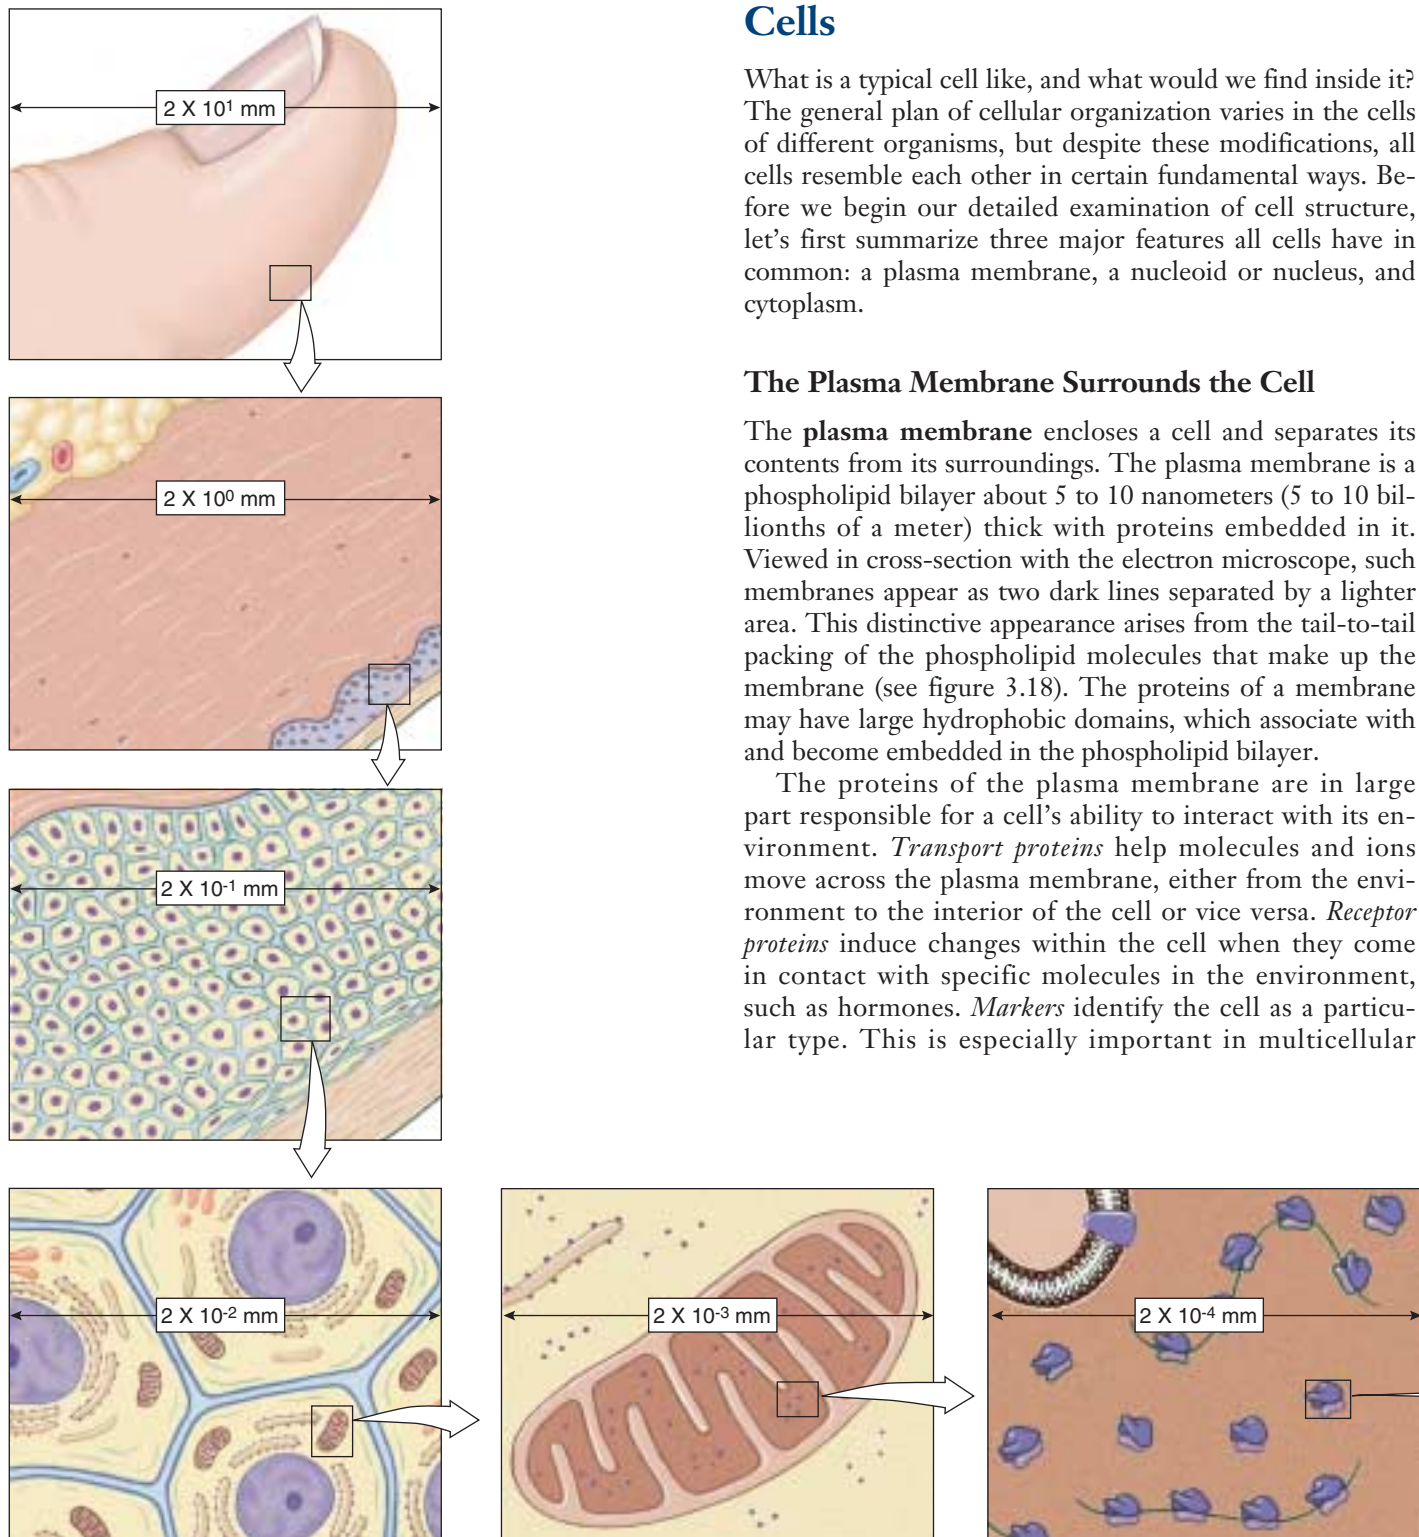 Cells
What is a typical cell like, and what would we find inside it?
The general plan of cellular organization varies in the cells
of different organisms, but despite these modifications, all
cells resemble each other in certain fundamental ways. Be-
fore we begin our detailed examination of cell structure,
let's first summarize three major features all cells have in
common: a plasma membrane, a nucleoid or nucleus, and
cytoplasm.
The Plasma Membrane Surrounds the Cell
The plasma membrane encloses a cell and separates its
contents from its surroundings. The plasma membrane is a
phospholipid bilayer about 5 to 10 nanometers (5 to 10 bil-
lionths of a meter) thick with proteins embedded in it.
Viewed in cross-section with the electron microscope, such
membranes appear as two dark lines separated by a lighter
area. This distinctive appearance arises from the tail-to-tail
packing of the phospholipid molecules that make up the
membrane (see figure 3.18). The proteins of a membrane
may have large hydrophobic domains, which associate with
and become embedded in the phospholipid bilayer.
The proteins of the plasma membrane are in large
part responsible for a cell's ability to interact with its en-
vironment. Transport proteins help molecules and ions
move across the plasma membrane, either from the envi-
ronment to the interior of the cell or vice versa. Receptor
proteins induce changes within the cell when they come
in contact with specific molecules in the environment,
such as hormones. Markers identify the cell as a particu-
lar type. This is especially important in multicellular
2 X 10¹ mm
2 X 10⁰ mm
2 X 10⁻¹ mm
2 X 10⁻² mm
2 X 10⁻³ mm
2 X 10⁻⁴ mm